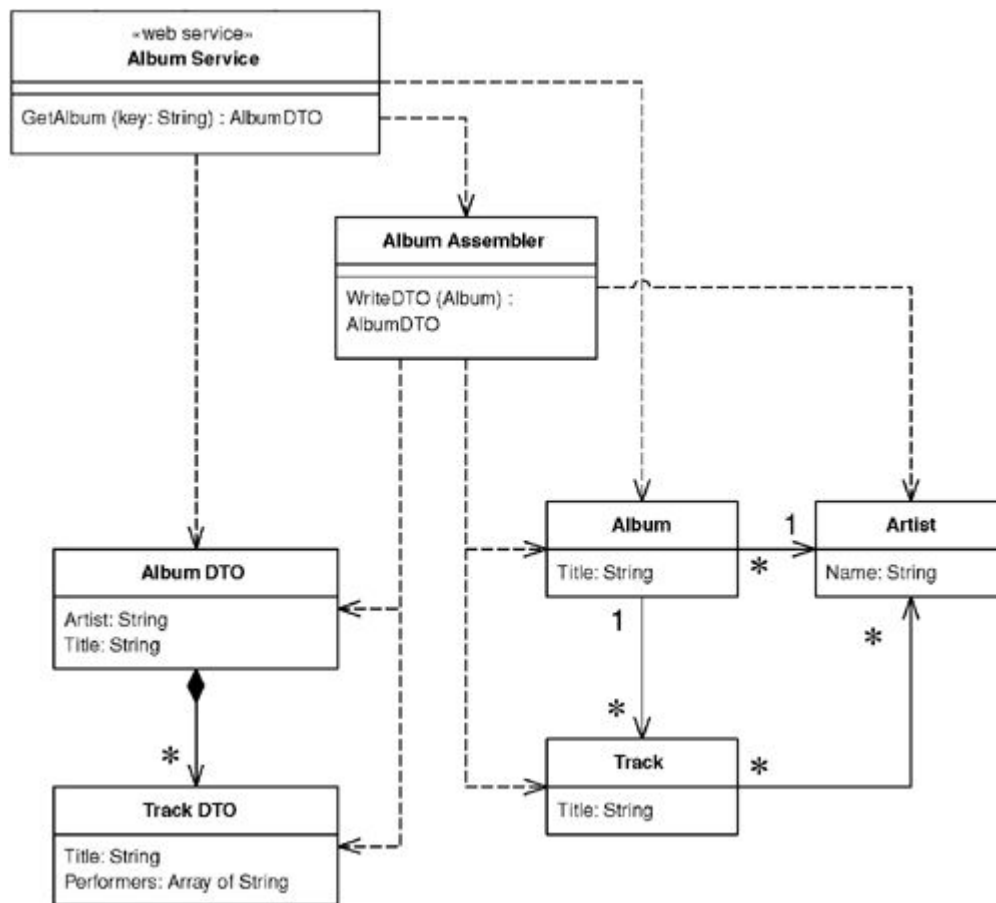 «web service»
Album Service
GetAlbum (key: String) : AlbumDTO
Album Assembler
WriteDTO (Album) :
AlbumDTO
Album
Title: String
1
*
Artist
Name: String
1
*
*
*
Album DTO
Artist: String
Title: String
*
Track
Title: String
Track DTO
Title: String
Performers: Array of String